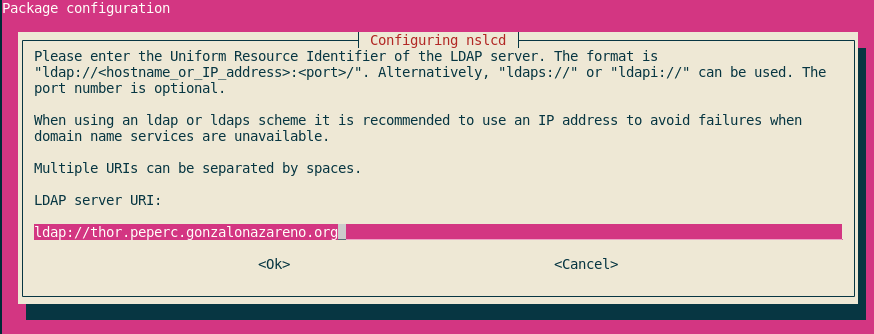 Package configuration
Configuring nslcd
Please enter the Uniform Resource Identifier of the LDAP server. The format is
"ldap://<hostname_or_IP_address>:<port>/". Alternatively, "ldaps://" or "ldapi://" can be used. The
port number is optional.
When using an ldap or ldaps scheme it is recommended to use an IP address to avoid failures when
domain name services are unavailable.
Multiple URIs can be separated by spaces.
LDAP server URI:
ldap://thor.peperc.gonzalonazareno.org
<Ok> <Cancel>